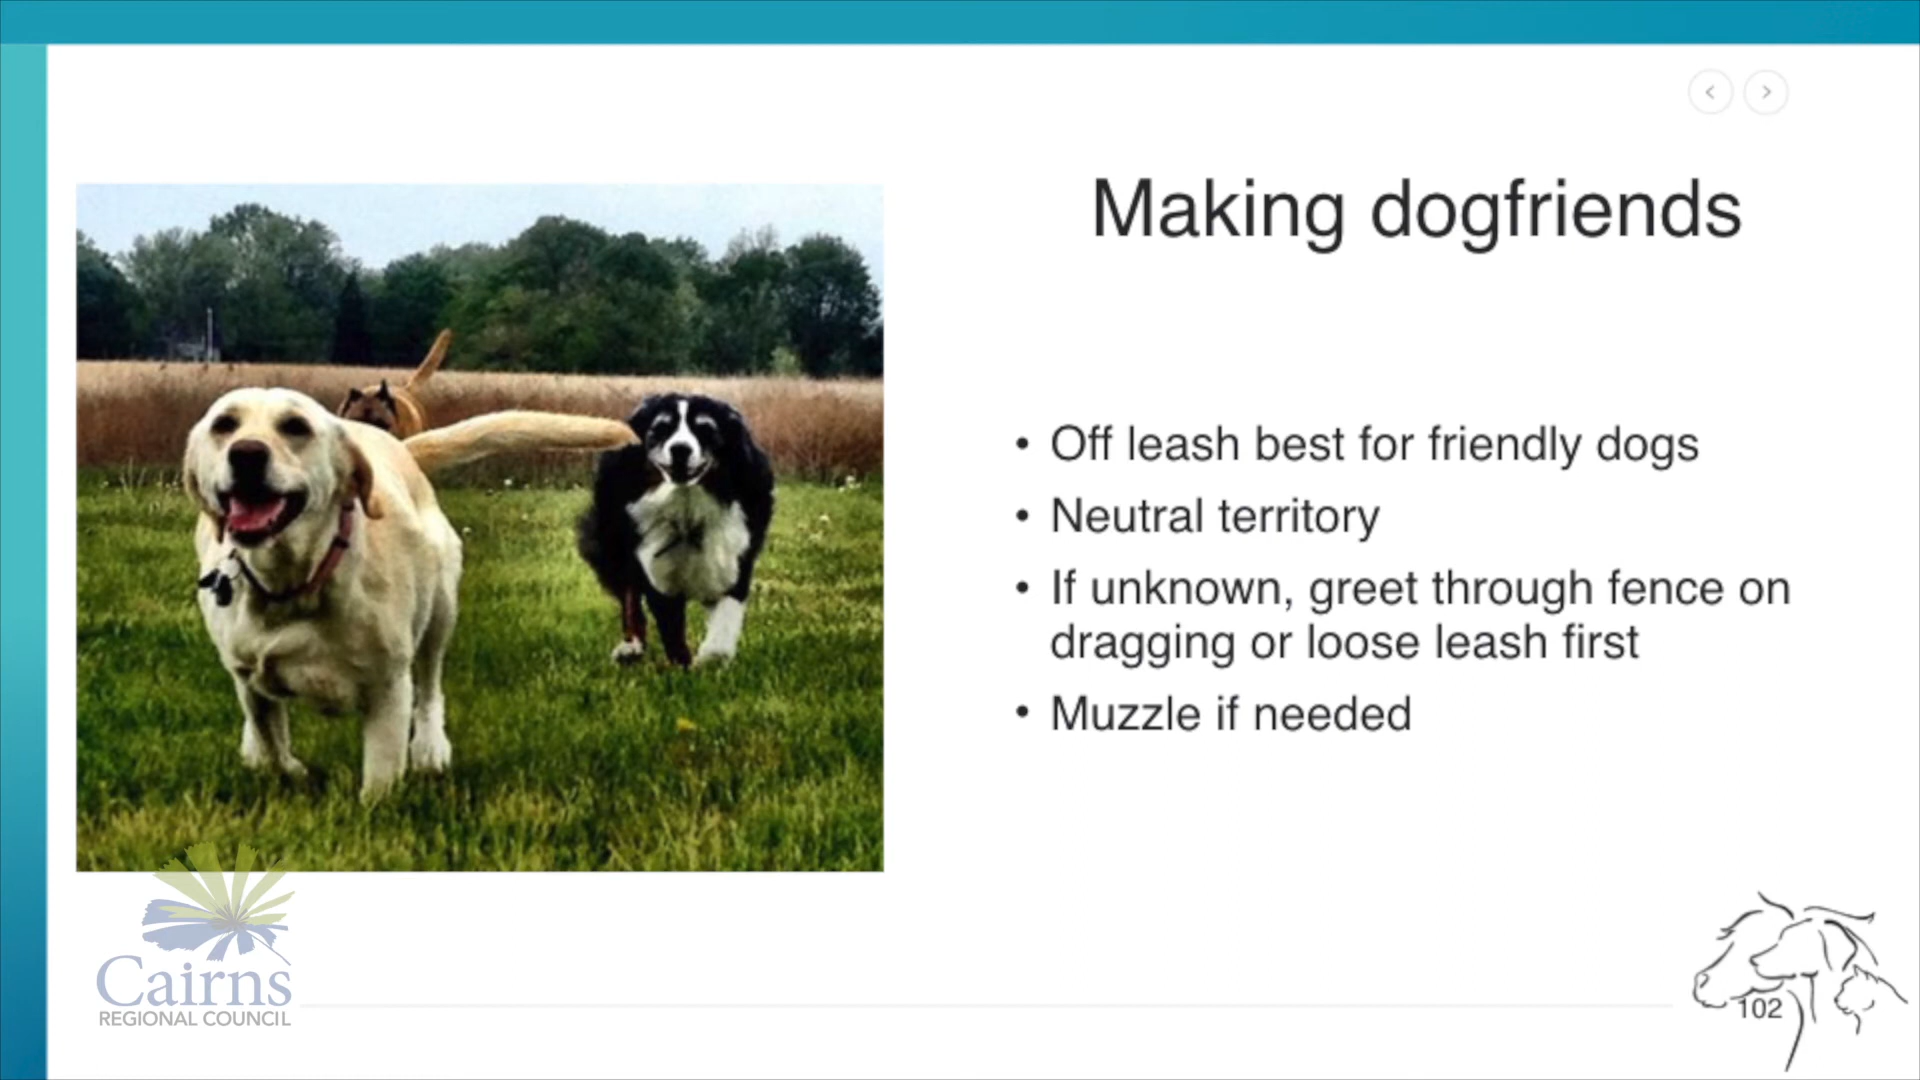 Making dogfriends
• Off leash best for friendly dogs
• Neutral territory
• If unknown, greet through fence on
dragging or loose leash first
• Muzzle if needed
Cairns
REGIONAL COUNCIL
102